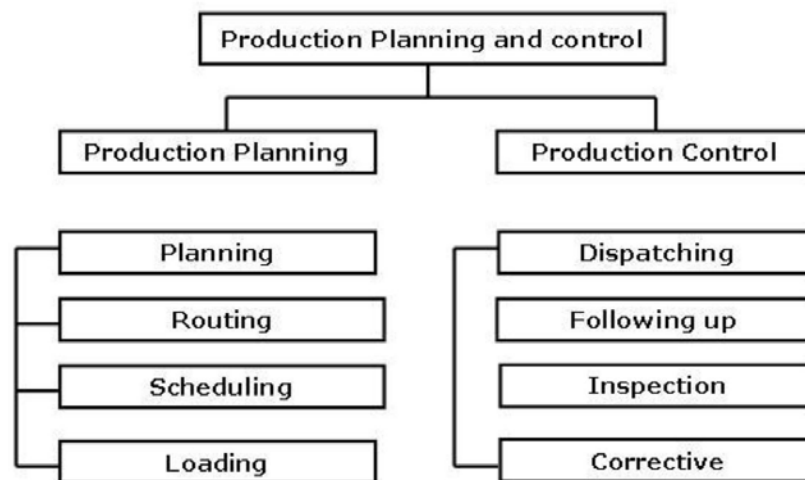 Production Planning and control
Production Planning
Production Control
Planning
Routing
Scheduling
Loading
Dispatching
Following up
Inspection
Corrective